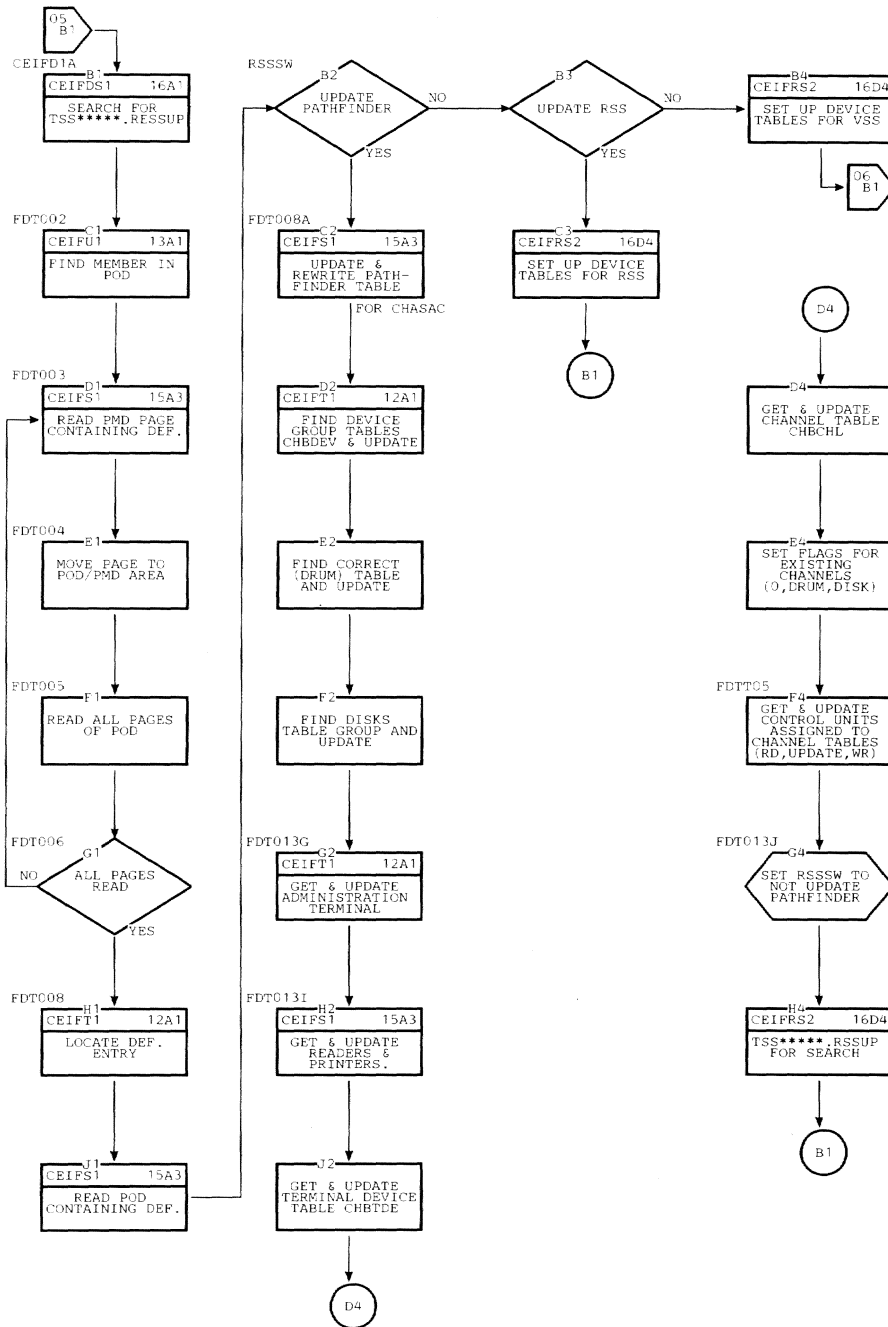 05
B1
CEIFD1A
B1
CEIFDS1 16A1
SEARCH FOR
TSS*****.RESSUP
FDT002
C1
CEIFU1 13A1
FIND MEMBER IN
POD
FDT003
D1
CEIFS1 15A3
READ PMD PAGE
CONTAINING DEF.
FDT004
E1
MOVE PAGE TO
POD/PMD AREA
FDT005
F1
READ ALL PAGES
OF POD
FDT006
G1
NO
ALL PAGES
READ
YES
FDT008
H1
CEIFT1 12A1
LOCATE DEF.
ENTRY
J1
CEIFS1 15A3
READ POD
CONTAINING DEF.
RSSSW
B2
UPDATE
PATHFINDER
NO
YES
FDT008A
C2
CEIFS1 15A3
UPDATE &
REWRITE PATH-
FINDER TABLE
FOR CHASAC
D2
CEIFT1 12A1
FIND DEVICE
GROUP TABLES
CHBDEV & UPDATE
E2
FIND CORRECT
(DRUM) TABLE
AND UPDATE
F2
FIND DISKS
TABLE GROUP AND
UPDATE
FDT013G
G2
CEIFT1 12A1
GET & UPDATE
ADMINISTRATION
TERMINAL
FDT013I
H2
CEIFS1 15A3
GET & UPDATE
READERS &
PRINTERS.
J2
GET & UPDATE
TERMINAL DEVICE
TABLE CHBTDE
D4
B3
UPDATE RSS
NO
YES
C3
CEIFRS2 16D4
SET UP DEVICE
TABLES FOR RSS
B1
B4
CEIFRS2 16D4
SET UP DEVICE
TABLES FOR VSS
06
B1
D4
D4
GET & UPDATE
CHANNEL TABLE
CHBCHL
E4
SET FLAGS FOR
EXISTING
CHANNELS
(0,DRUM,DISK)
FDTT05
F4
GET & UPDATE
CONTROL UNITS
ASSIGNED TO
CHANNEL TABLES
(RD,UPDATE,WR)
FDT013J
G4
SET RSSSW TO
NOT UPDATE
PATHFINDER
H4
CEIFRS2 16D4
TSS*****.RSSUP
FOR SEARCH
B1